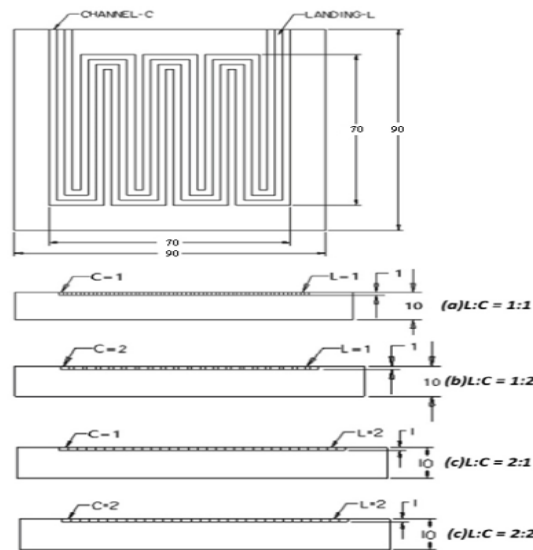 CHANNEL-C LANDING-L
70
90
70
90
C=1 L=1 1
10 (a)L:C = 1:1
C=2 L=1 1
10 (b)L:C = 1:2
C=1 L=2 1
10 (c)L:C = 2:1
C=2 L=2 1
10 (c)L:C = 2:2